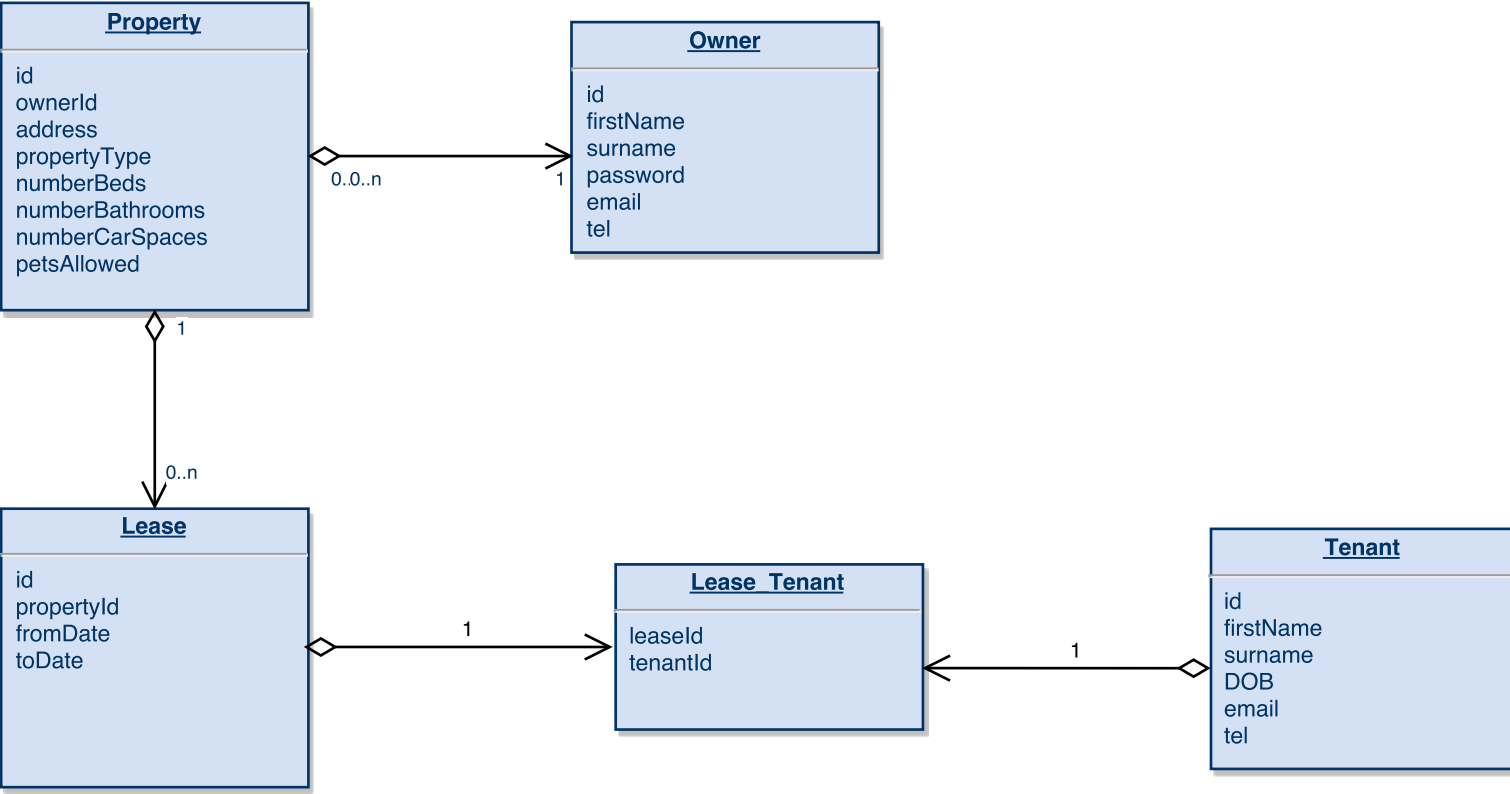 Property
id
ownerId
address
propertyType
numberBeds
numberBathrooms
numberCarSpaces
petsAllowed
0..0..n
1
Owner
id
firstName
surname
password
email
tel
1
0..n
Lease
id
propertyId
fromDate
toDate
1
Lease_Tenant
leaseId
tenantId
1
Tenant
id
firstName
surname
DOB
email
tel